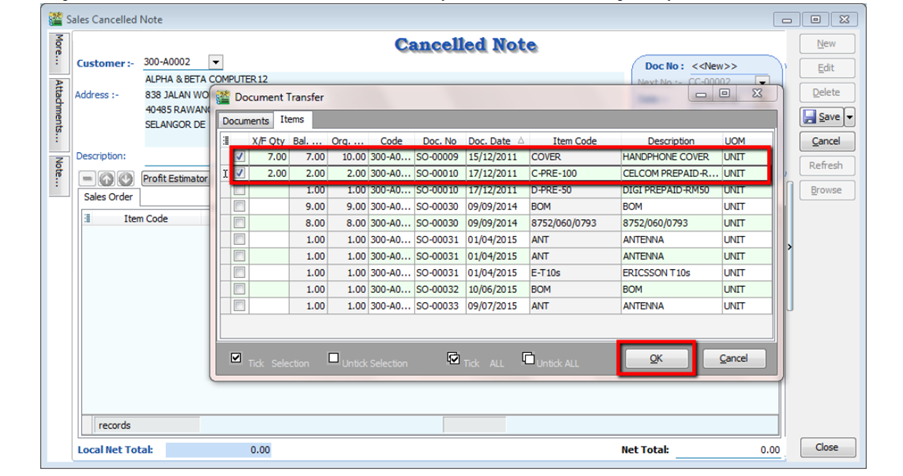 Sales Cancelled Note
More...
Attachments...
Note...
Cancelled Note
Customer :- 300-A0002
Doc No : <<New>>
Next No :- CC-00002
ALPHA & BETA COMPUTER 12
Address :- 838 JALAN WO
40485 RAWANG
SELANGOR DE
Description:
Profit Estimator
Sales Order
Item Code
Document Transfer
Documents Items
X/F Qty Bal. ... Org. ... Code Doc. No Doc. Date Item Code Description UOM
7.00 7.00 10.00 300-A0... SO-00009 15/12/2011 COVER HANDPHONE COVER UNIT
2.00 2.00 2.00 300-A0... SO-00010 17/12/2011 C-PRE-100 CELCOM PREPAID-R... UNIT
1.00 1.00 300-A0... SO-00010 17/12/2011 D-PRE-50 DIGI PREPAID-RM50 UNIT
9.00 9.00 300-A0... SO-00030 09/09/2014 BOM BOM UNIT
8.00 8.00 300-A0... SO-00030 09/09/2014 8752/060/0793 8752/060/0793 UNIT
1.00 1.00 300-A0... SO-00031 01/04/2015 ANT ANTENNA UNIT
1.00 1.00 300-A0... SO-00031 01/04/2015 ANT ANTENNA UNIT
1.00 1.00 300-A0... SO-00031 01/04/2015 E-T10s ERICSSON T10s UNIT
1.00 1.00 300-A0... SO-00032 10/06/2015 BOM BOM UNIT
1.00 1.00 300-A0... SO-00033 09/07/2015 ANT ANTENNA UNIT
Tick Selection Untick Selection Tick ALL Untick ALL OK Cancel
records
Local Net Total: 0.00 Net Total: 0.00
New
Edit
Delete
Save
Cancel
Refresh
Browse
Close